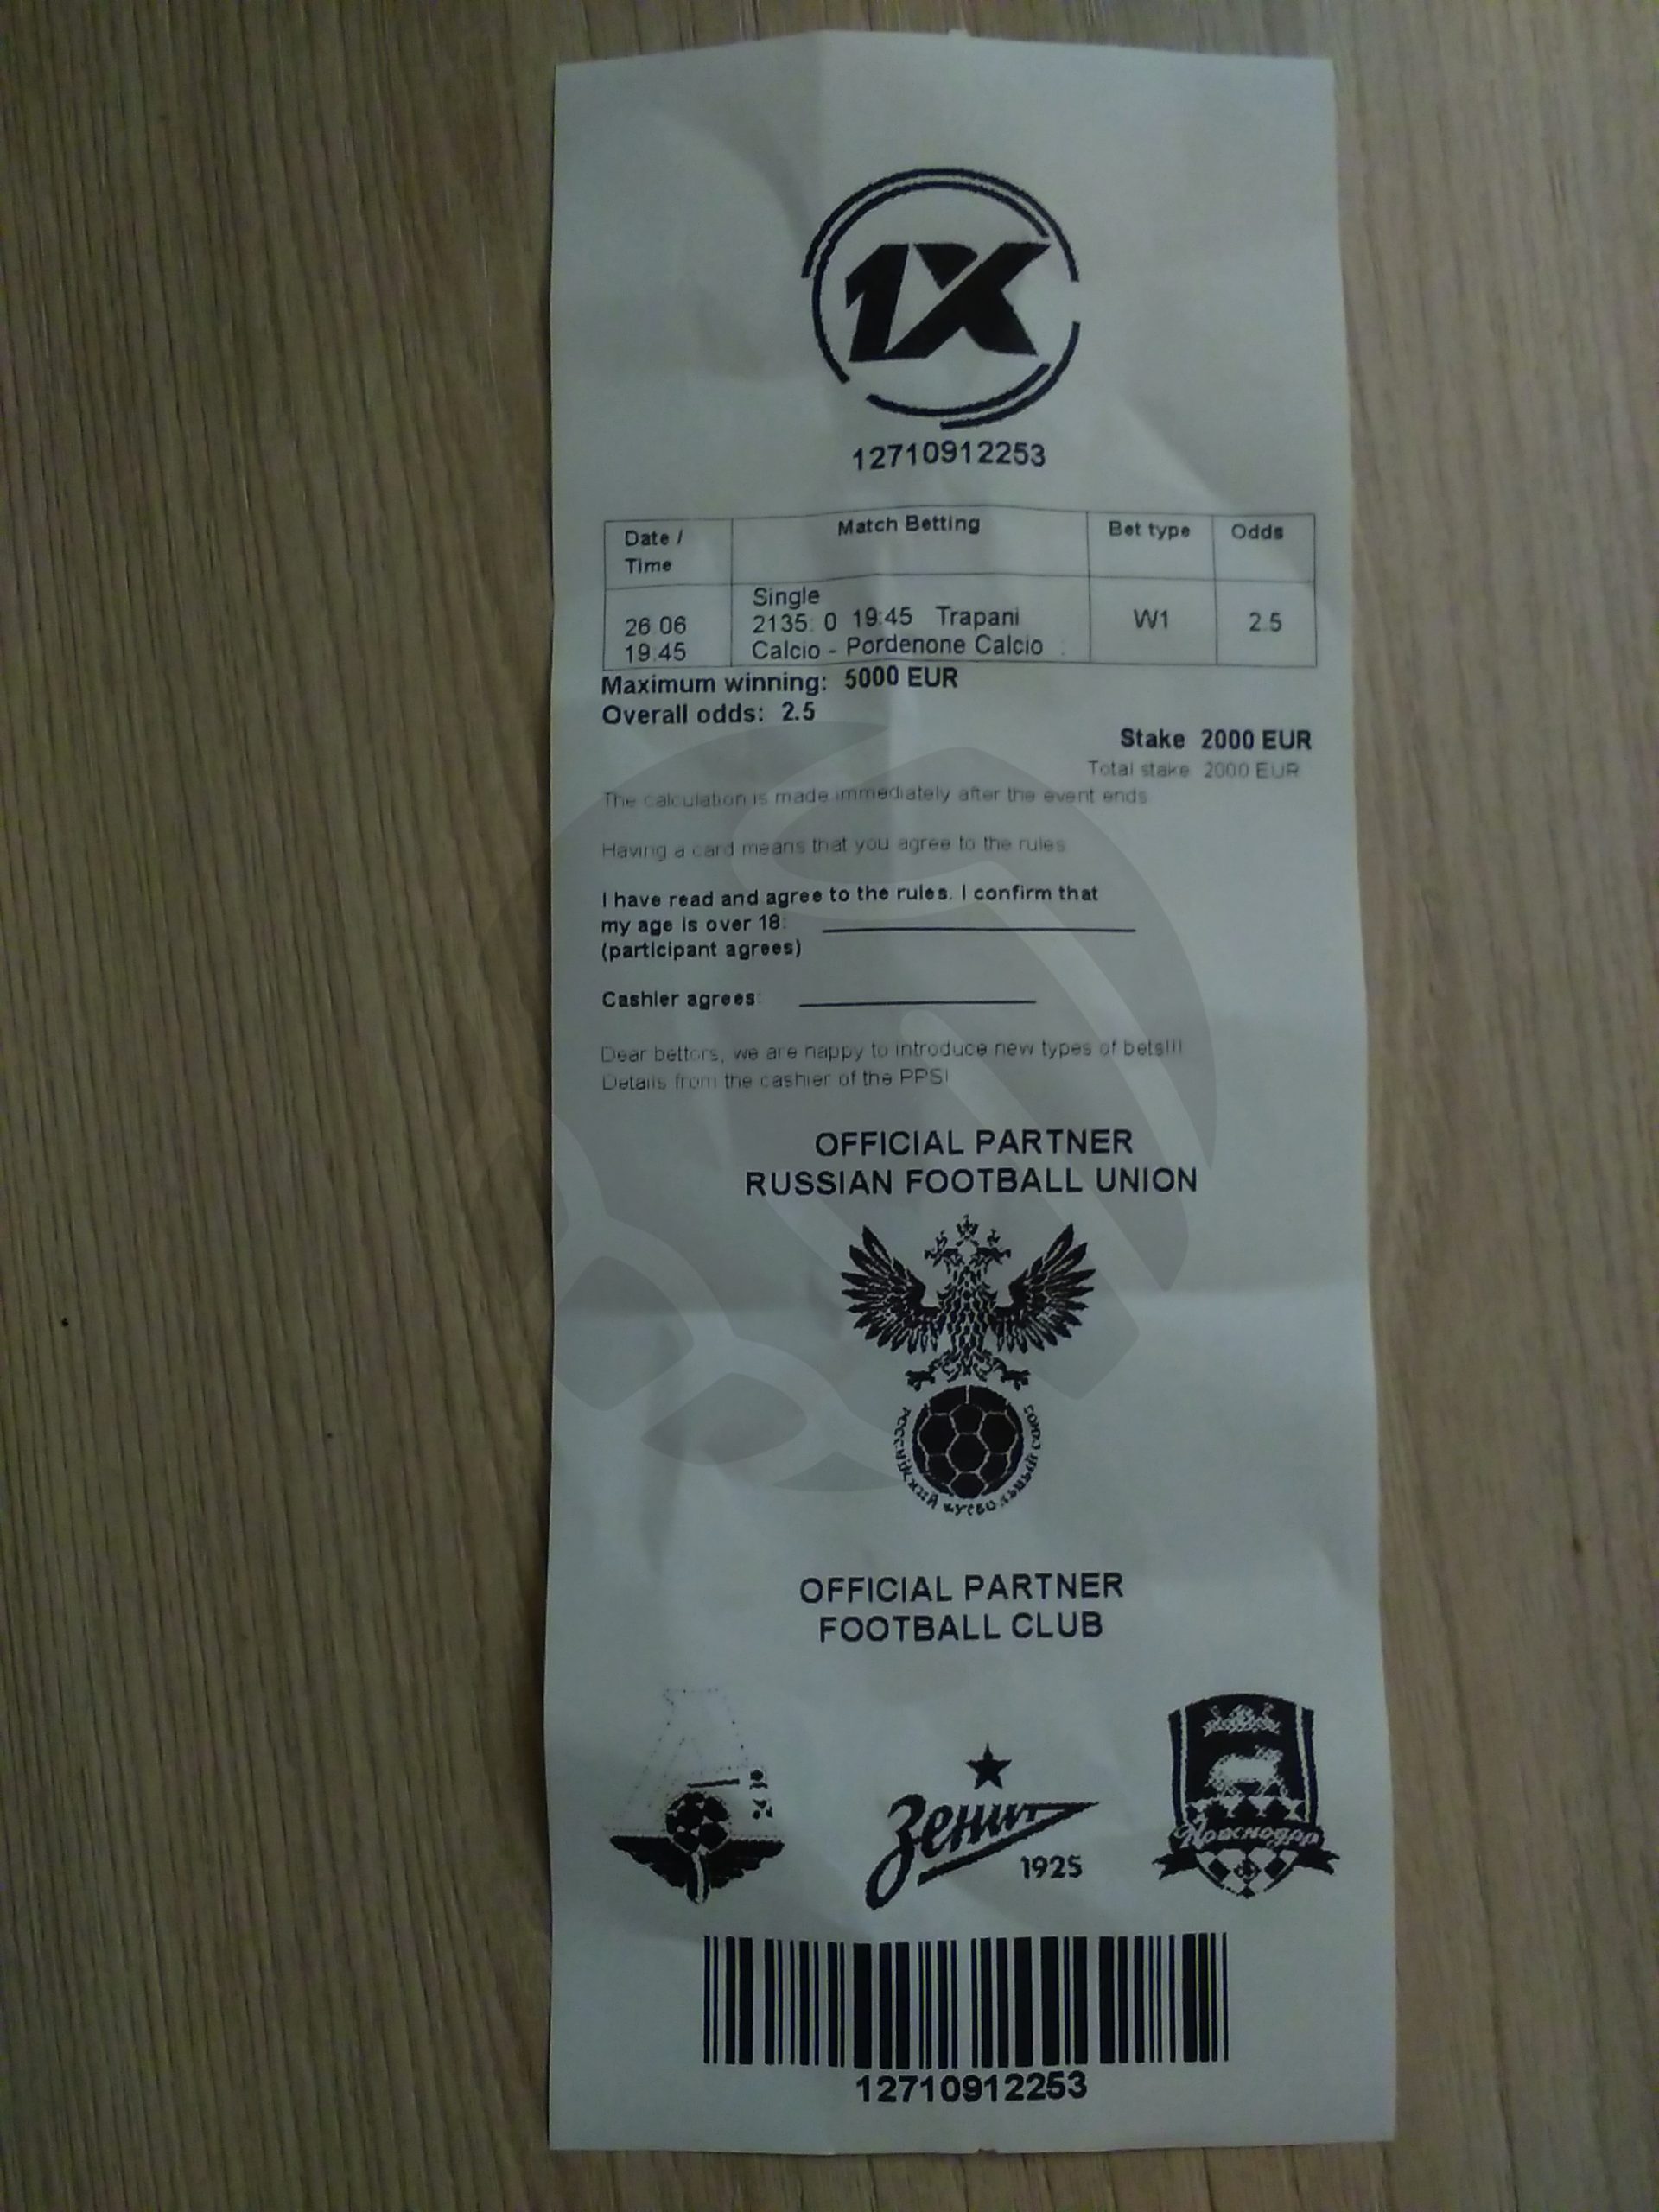 1X
12710912253
Date / Time
Match Betting
Bet type
Odds
26.06
19.45
Single
2135: 0 19:45 Trapani
Calcio - Pordenone Calcio
W1
2.5
Maximum winning: 5000 EUR
Overall odds: 2.5
Stake 2000 EUR
Total stake 2000 EUR
The calculation is made immediately after the event ends
Having a card means that you agree to the rules
I have read and agree to the rules. I confirm that
my age is over 18:
(participant agrees)
Cashier agrees:
Dear bettors, we are happy to introduce new types of bets!!!
Details from the cashier of the PPS!
OFFICIAL PARTNER
RUSSIAN FOOTBALL UNION
российский футбольный союз
OFFICIAL PARTNER
FOOTBALL CLUB
Зенит
1925
Краснодар
12710912253